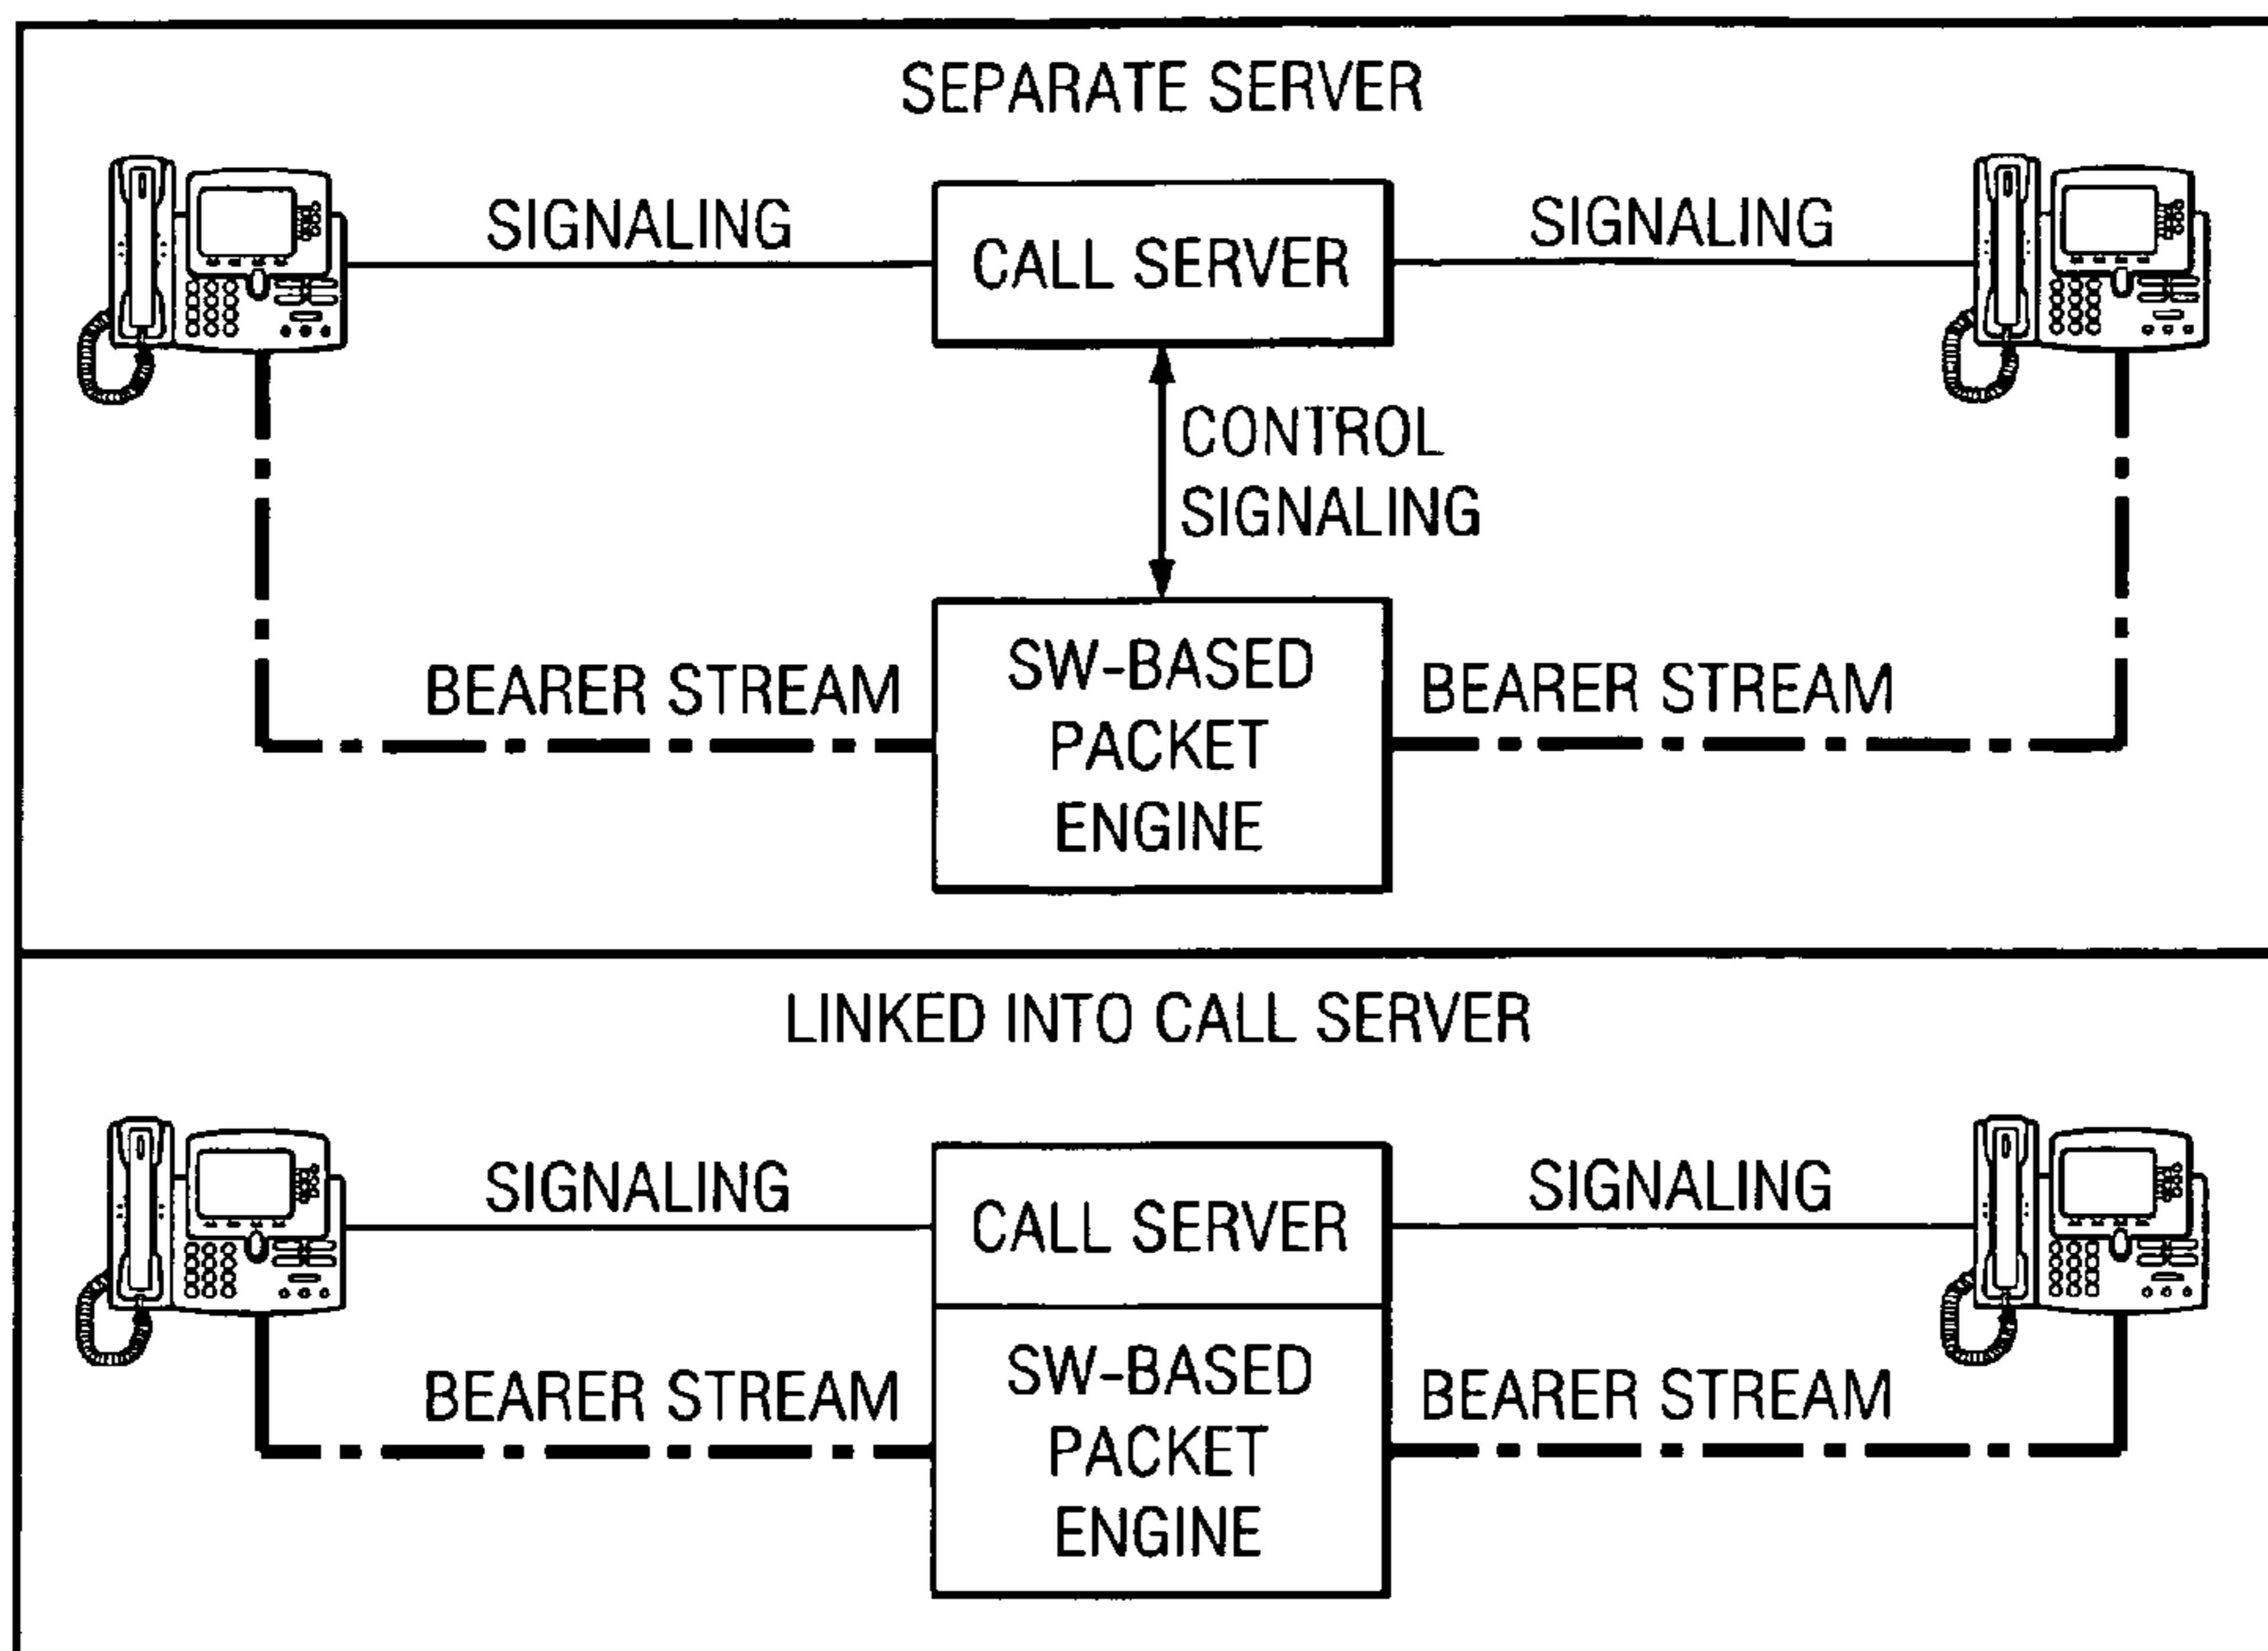 SEPARATE SERVER
SIGNALING
CALL SERVER
SIGNALING
CONTROL
SIGNALING
BEARER STREAM
SW-BASED
PACKET
ENGINE
BEARER STREAM
LINKED INTO CALL SERVER
SIGNALING
CALL SERVER
SIGNALING
BEARER STREAM
SW-BASED
PACKET
ENGINE
BEARER STREAM